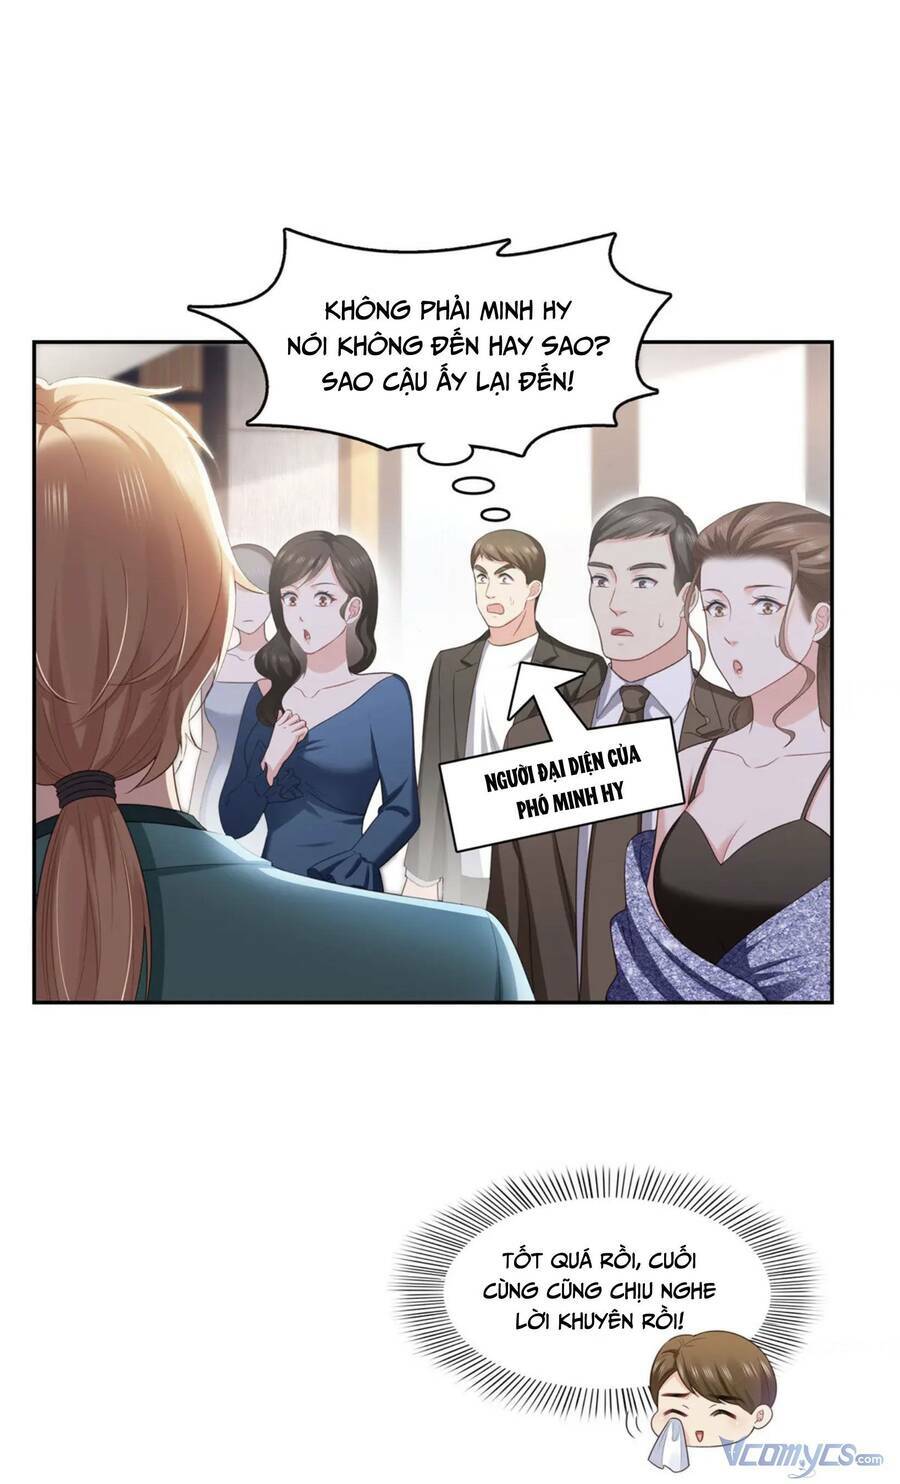 KHÔNG PHẢI MINH HY
NÓI KHÔNG ĐẾN HAY SAO?
SAO CẬU ẤY LẠI ĐẾN!
NGƯỜI ĐẠI DIỆN CỦA
PHÓ MINH HY
TỐT QUÁ RỒI, CUỐI
CÙNG CŨNG CHỊU NGHE
LỜI KHUYÊN RỒI!
VCOMYCS.com